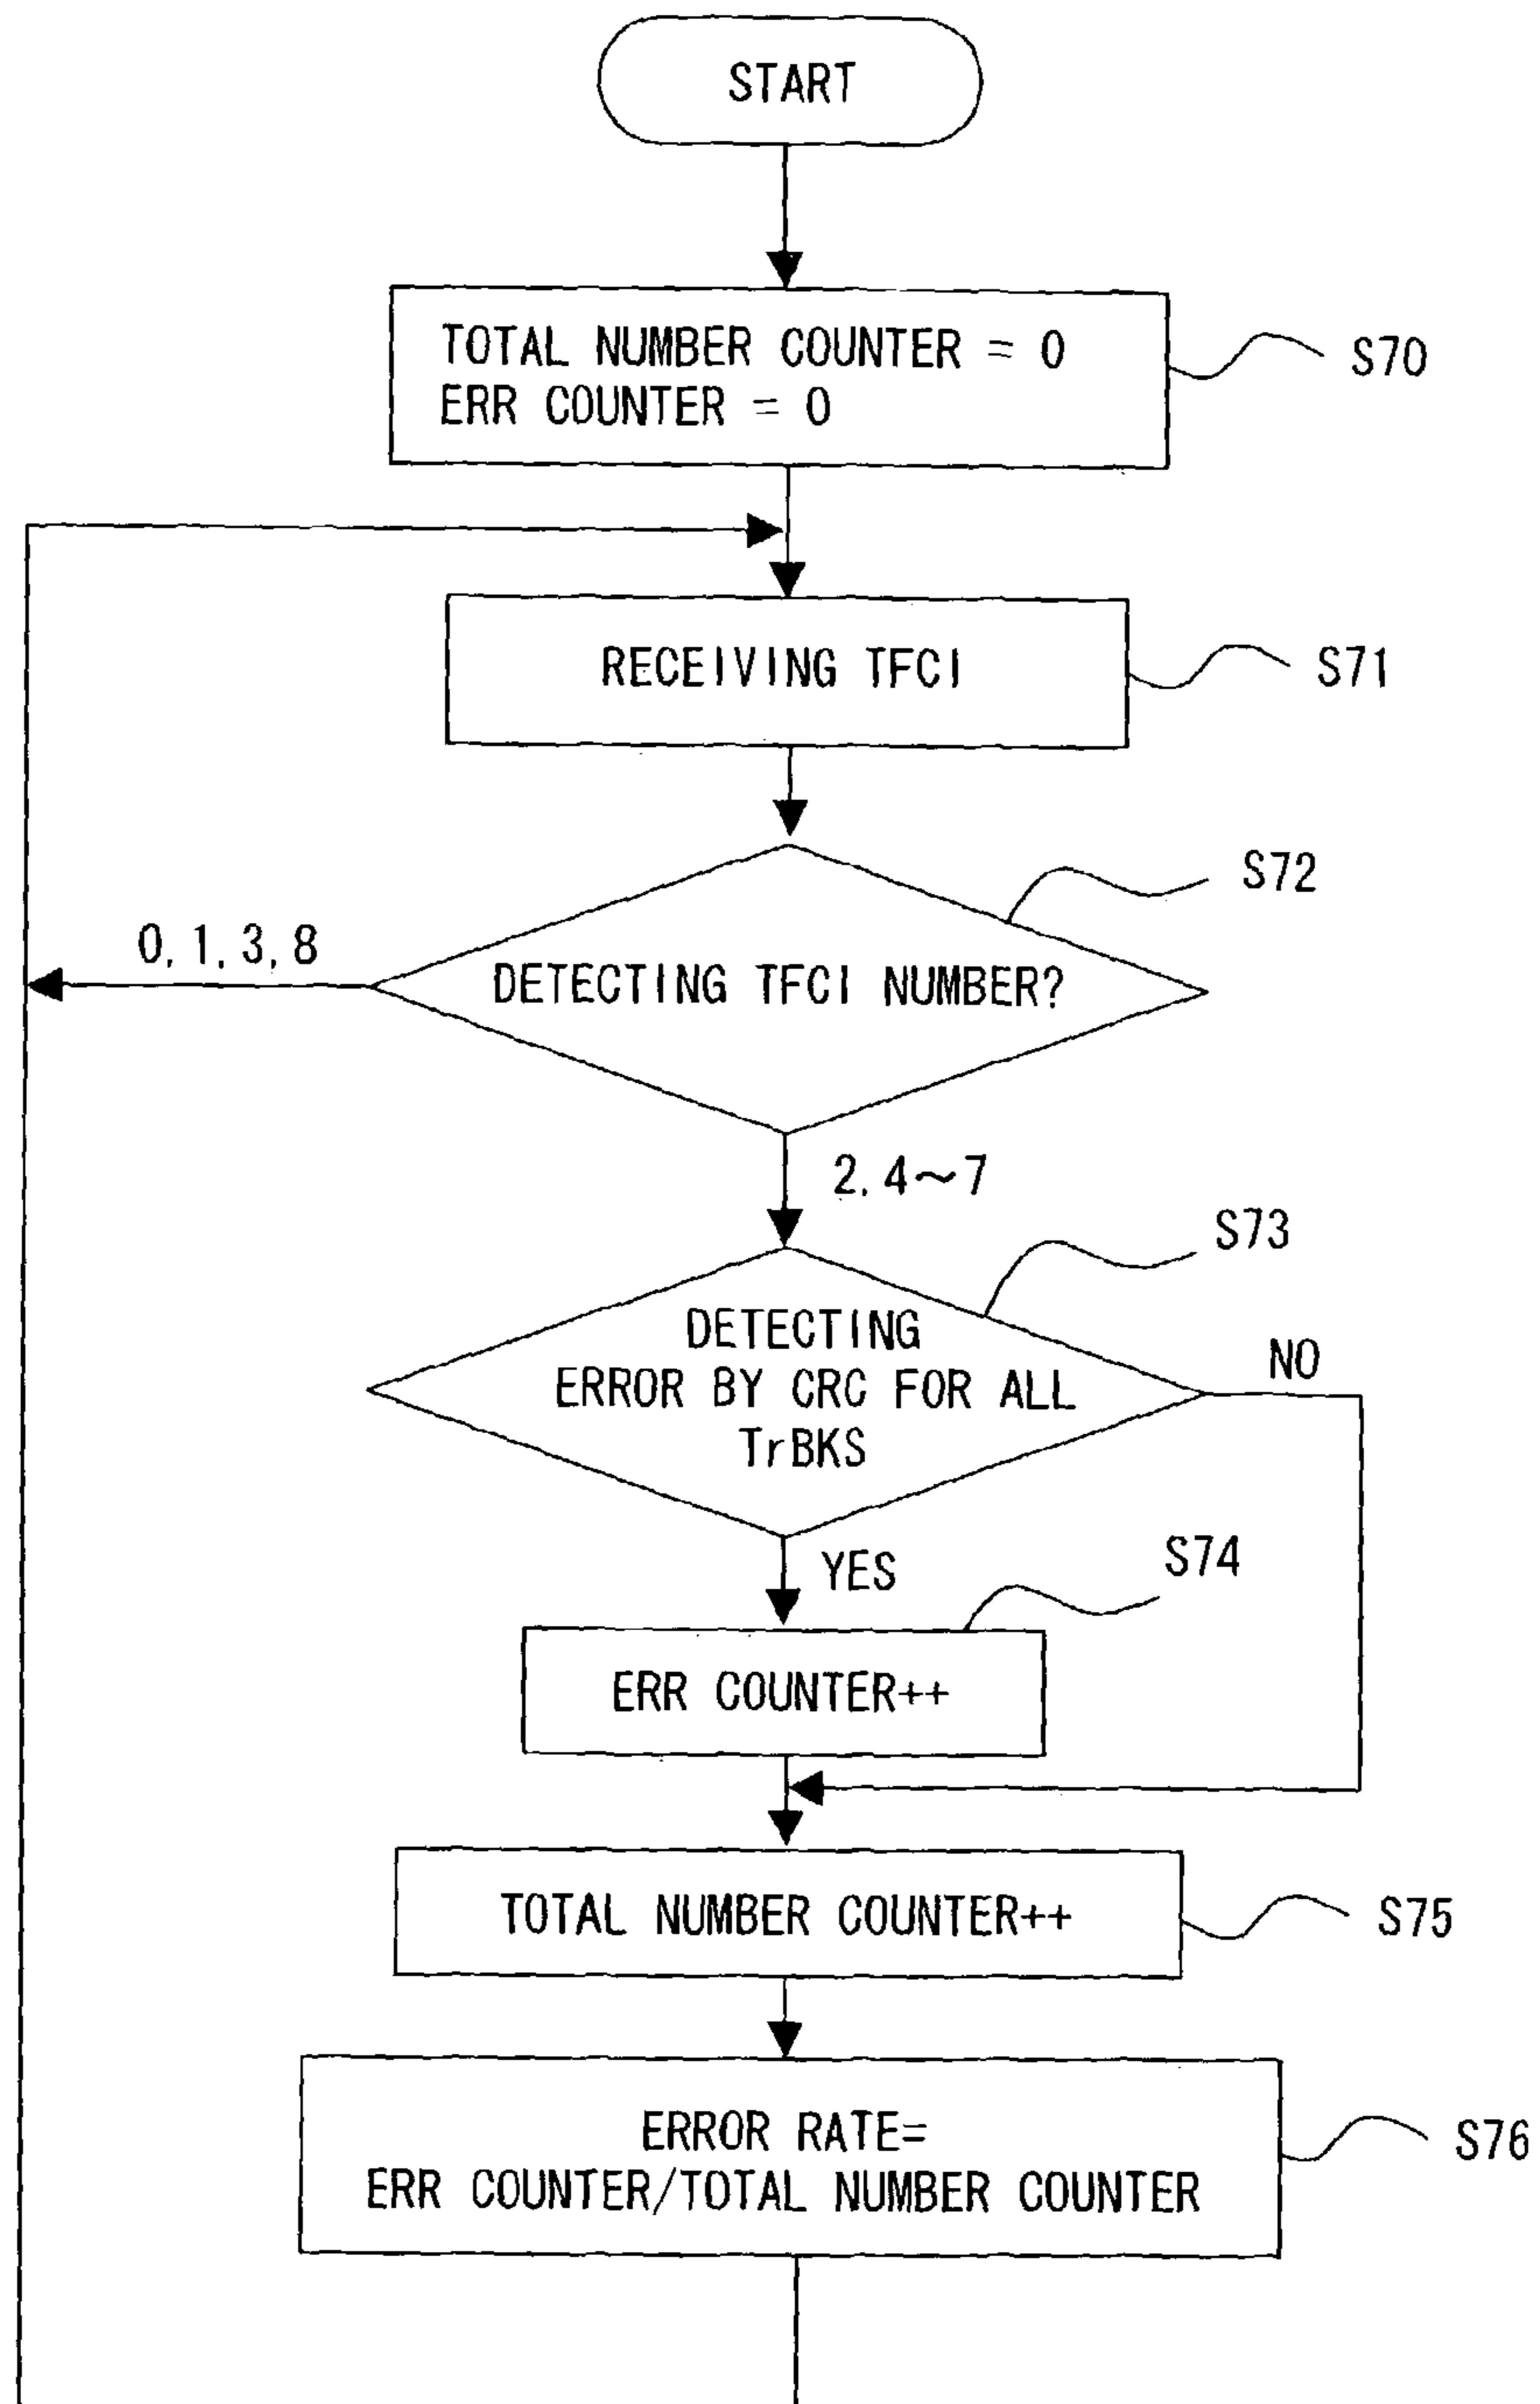 START
TOTAL NUMBER COUNTER = 0
ERR COUNTER = 0
S70
RECEIVING TFCI
S71
S72
0, 1, 3, 8
DETECTING TFCI NUMBER?
2, 4~7
S73
DETECTING
ERROR BY CRC FOR ALL
TrBKS
NO
YES
S74
ERR COUNTER++
TOTAL NUMBER COUNTER++
S75
ERROR RATE=
ERR COUNTER/TOTAL NUMBER COUNTER
S76